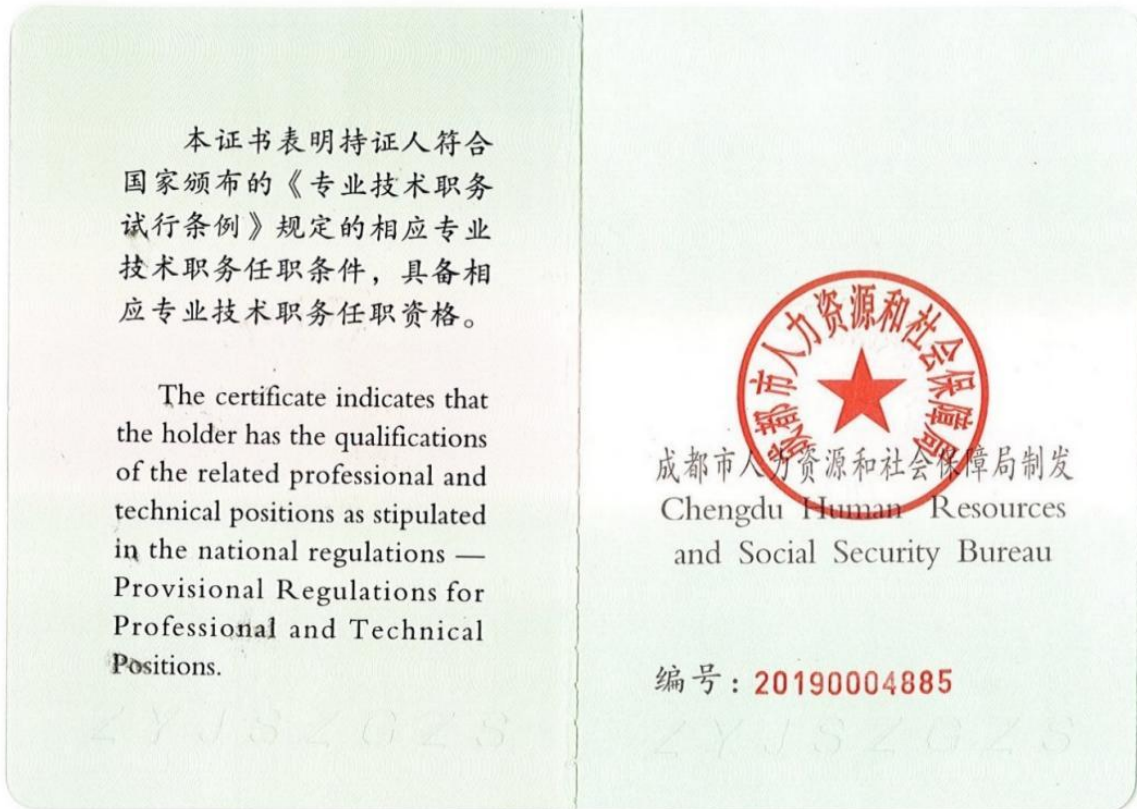 本证书表明持证人符合
国家颁布的《专业技术职务
试行条例》规定的相应专业
技术职务任职条件，具备相
应专业技术职务任职资格。
The certificate indicates that
the holder has the qualifications
of the related professional and
technical positions as stipulated
in the national regulations —
Provisional Regulations for
Professional and Technical
Positions.
ZYJSZGZS
成都市人力资源和社会保障局
成都市人力资源和社会保障局制发
Chengdu Human Resources
and Social Security Bureau
编号：20190004885
ZYJSZGZS